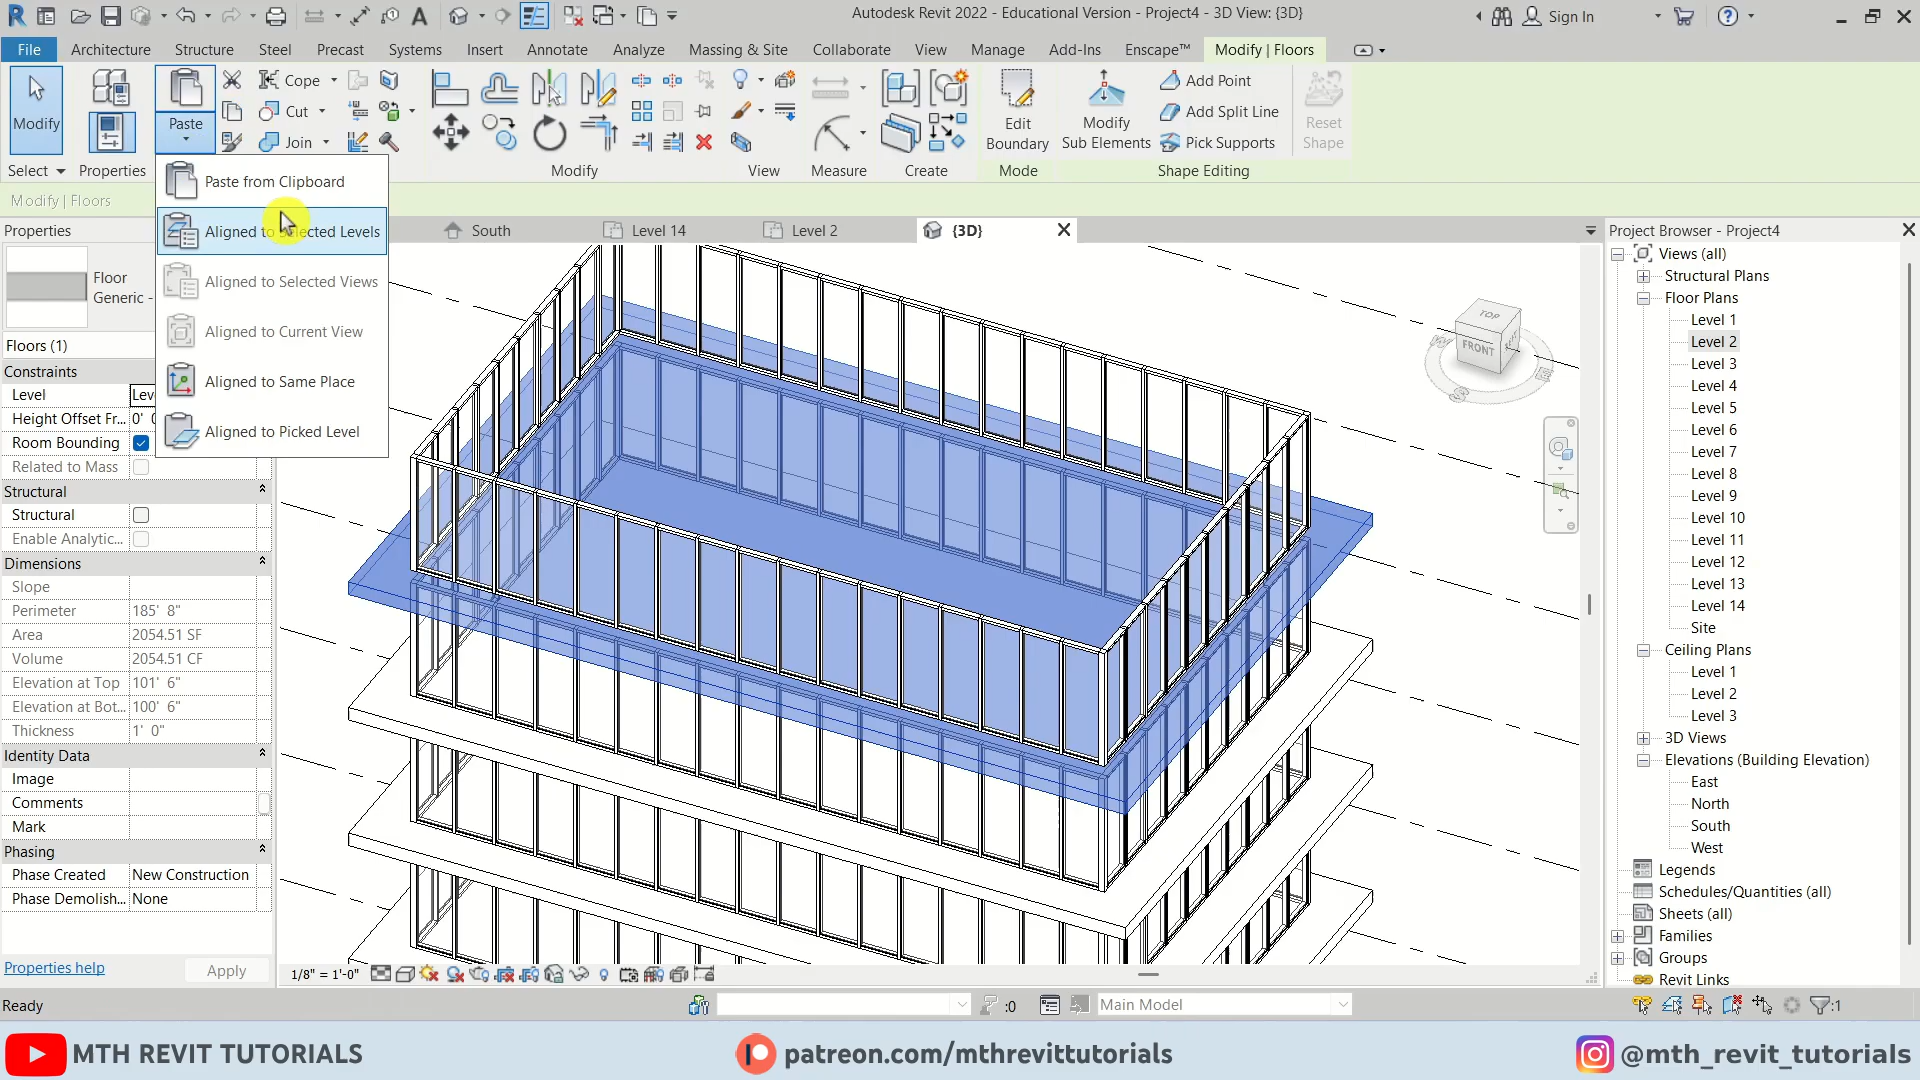 Autodesk Revit 2022 - Educational Version - Project4 - 3D View: {3D}
Sign In
File
Architecture
Structure
Steel
Precast
Systems
Insert
Annotate
Analyze
Massing & Site
Collaborate
View
Manage
Add-Ins
Enscape™
Modify | Floors
Modify
Paste
Cope
Cut
Join
Edit
Boundary
Modify
Sub Elements
Add Point
Add Split Line
Pick Supports
Reset
Shape
Select
Properties
Modify
View
Measure
Create
Mode
Shape Editing
Modify | Floors
Paste from Clipboard
Aligned to Selected Levels
Aligned to Selected Views
Aligned to Current View
Aligned to Same Place
Aligned to Picked Level
South
Level 14
Level 2
{3D}
Properties
Floor
Generic -
Floors (1)
Constraints
Level
Height Offset Fr... 0'
Room Bounding
Related to Mass
Structural
Structural
Enable Analytic...
Dimensions
Slope
Perimeter 185' 8"
Area 2054.51 SF
Volume 2054.51 CF
Elevation at Top 101' 6"
Elevation at Bot... 100' 6"
Thickness 1' 0"
Identity Data
Image
Comments
Mark
Phasing
Phase Created New Construction
Phase Demolish... None
Properties help
Apply
TOP
FRONT
S
E
1/8" = 1'-0"
Project Browser - Project4
Views (all)
Structural Plans
Floor Plans
Level 1
Level 2
Level 3
Level 4
Level 5
Level 6
Level 7
Level 8
Level 9
Level 10
Level 11
Level 12
Level 13
Level 14
Site
Ceiling Plans
Level 1
Level 2
Level 3
3D Views
Elevations (Building Elevation)
East
North
South
West
Legends
Schedules/Quantities (all)
Sheets (all)
Families
Groups
Revit Links
Ready
:0
Main Model
:1
MTH REVIT TUTORIALS
patreon.com/mthrevittutorials
@mth_revit_tutorials